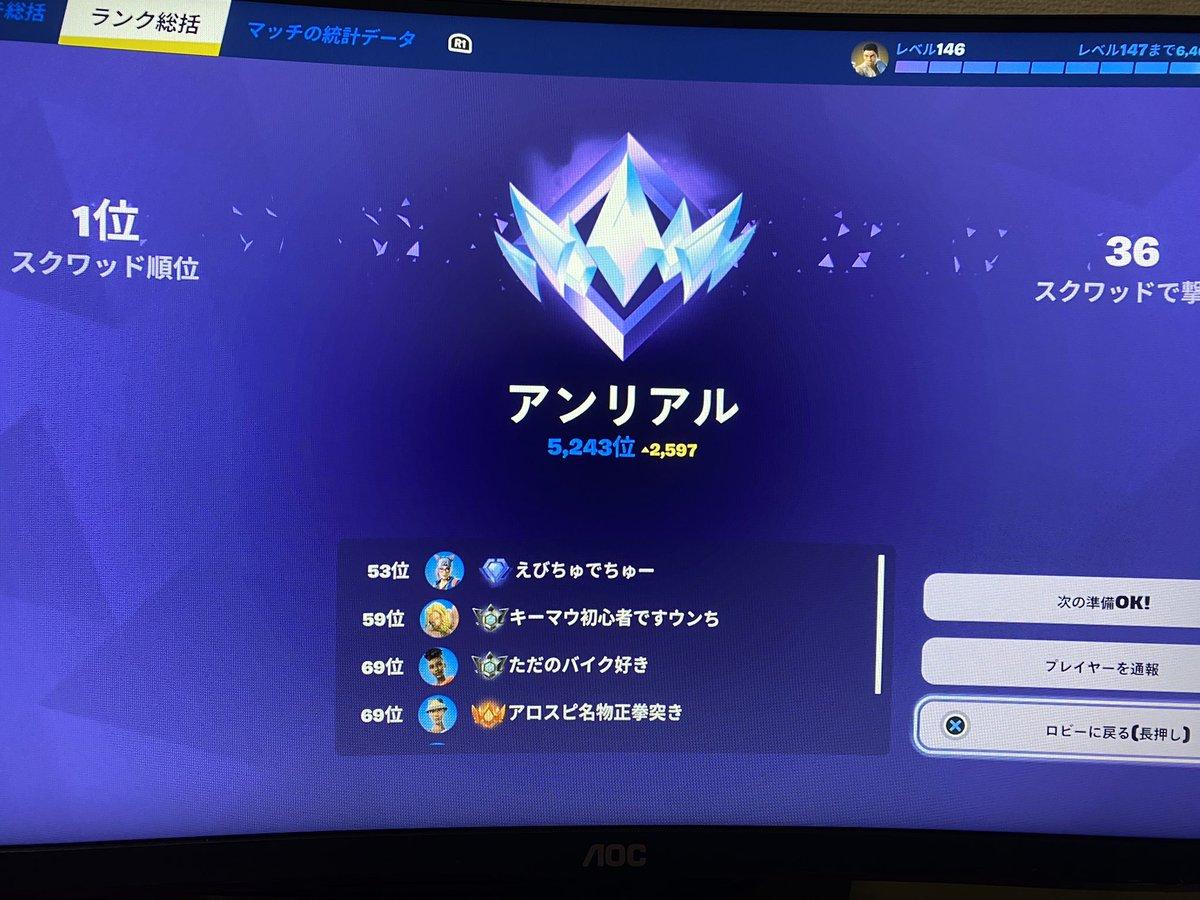 ランク総括
マッチの統計データ
R1
レベル146
レベル147まで6,4
1位
スクワッド順位
36
スクワッドで撃
アンリアル
5,243位 ▲2,597
53位 えびちゅでちゅー
59位 キーマウ初心者ですウンち
69位 ただのバイク好き
69位 アロスピ名物正拳突き
次の準備OK!
プレイヤーを通報
ロビーに戻る(長押し)
AOC